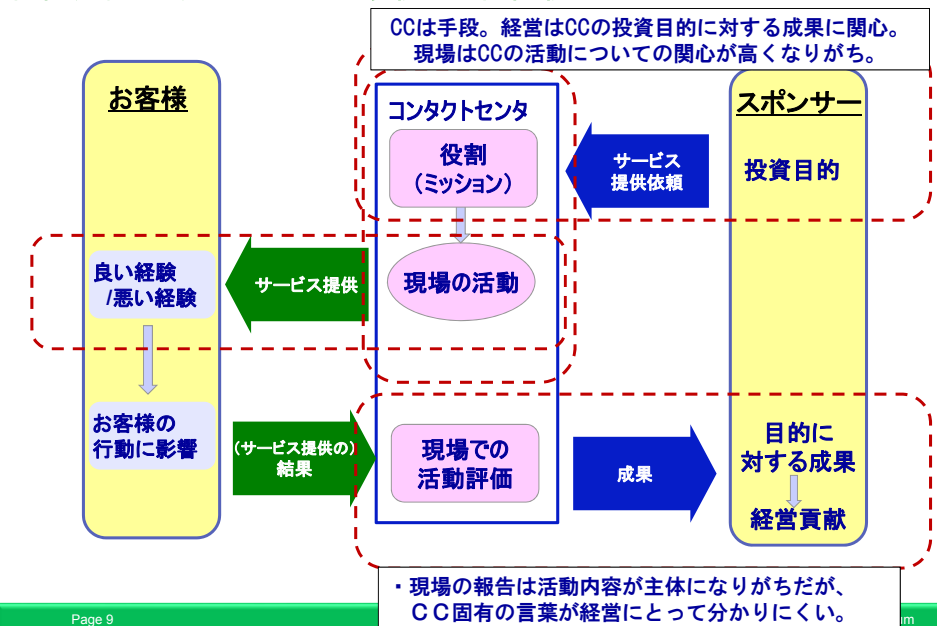 CCは手段。経営はCCの投資目的に対する成果に関心。
現場はCCの活動についての関心が高くなりがち。
お客様
コンタクトセンタ
スポンサー
役割
（ミッション）
サービス
提供依頼
投資目的
良い経験
/悪い経験
サービス提供
現場の活動
お客様の
行動に影響
(サービス提供の)
結果
現場での
活動評価
成果
目的に
対する成果
経営貢献
・現場の報告は活動内容が主体になりがちだが、
ＣＣ固有の言葉が経営にとって分かりにくい。
Page 9